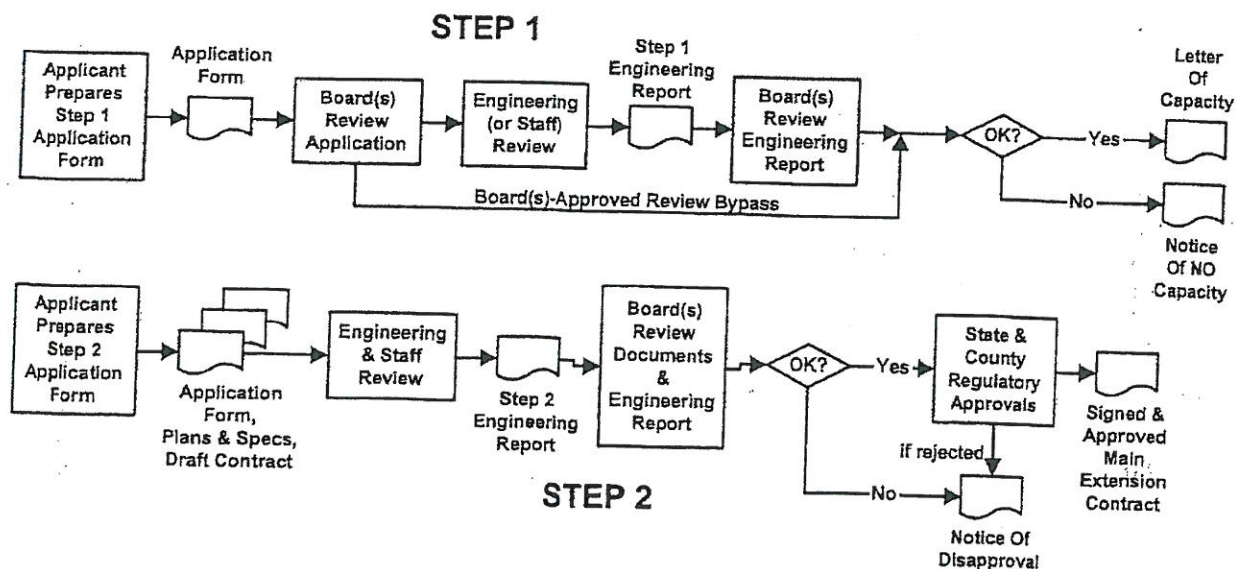 STEP 1
Applicant
Prepares
Step 1
Application
Form
Application
Form
Board(s)
Review
Application
Engineering
(or Staff)
Review
Step 1
Engineering
Report
Board(s)
Review
Engineering
Report
OK?
Yes
Letter
Of
Capacity
No
Notice
Of NO
Capacity
Board(s)-Approved Review Bypass
Applicant
Prepares
Step 2
Application
Form
Application
Form,
Plans & Specs,
Draft Contract
Engineering
& Staff
Review
Step 2
Engineering
Report
Board(s)
Review
Documents
&
Engineering
Report
OK?
Yes
State &
County
Regulatory
Approvals
Signed &
Approved
Main
Extension
Contract
if rejected
No
Notice Of
Disapproval
STEP 2